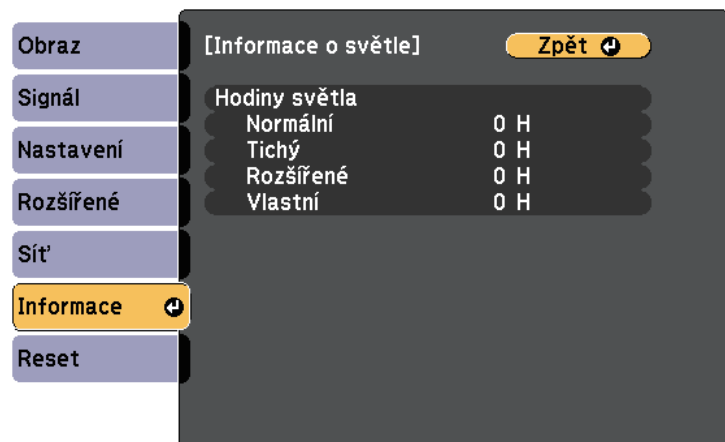 Obraz
Signál
Nastavení
Rozšířené
Síť
Informace
Reset
[Informace o světle]
Zpět
Hodiny světla
Normální 0 H
Tichý 0 H
Rozšířené 0 H
Vlastní 0 H